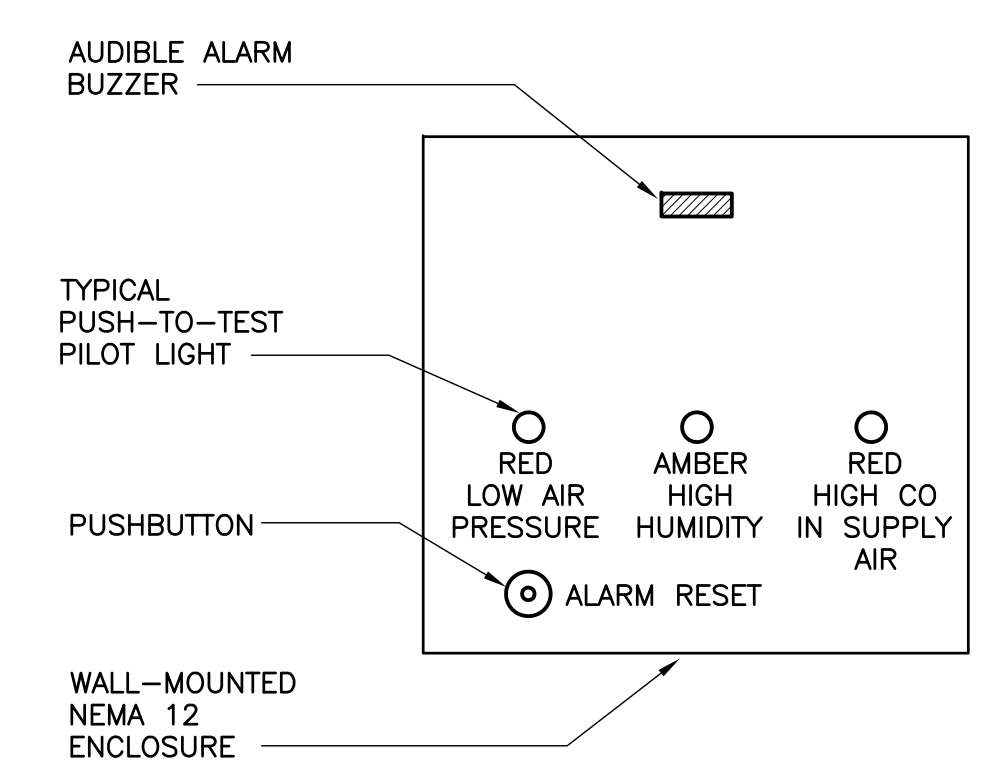 AUDIBLE ALARM
BUZZER
TYPICAL
PUSH-TO-TEST
PILOT LIGHT
RED
LOW AIR
PRESSURE
AMBER
HIGH
HUMIDITY
RED
HIGH CO
IN SUPPLY
AIR
PUSHBUTTON
ALARM RESET
WALL-MOUNTED
NEMA 12
ENCLOSURE